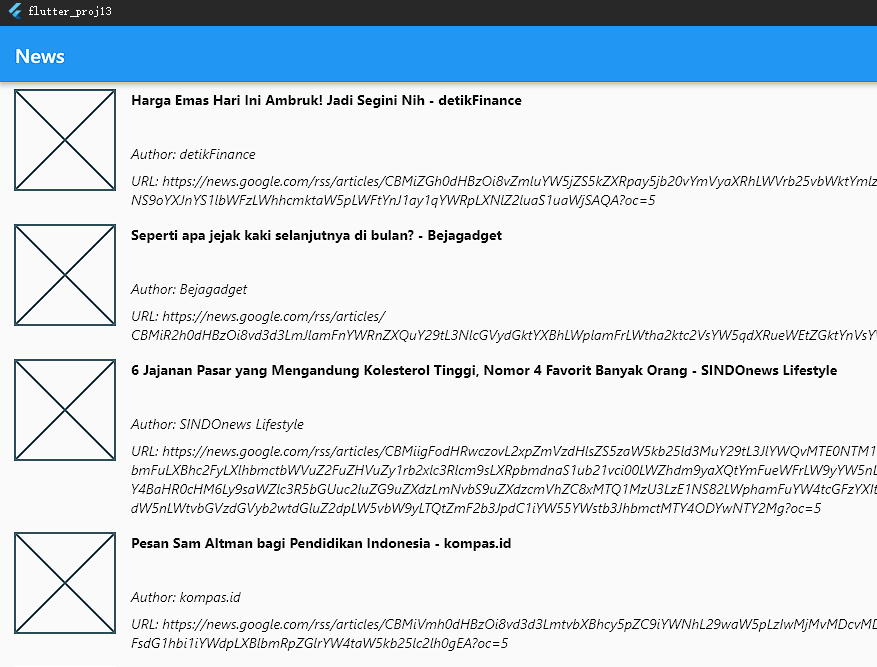 flutter_proj13
News
Harga Emas Hari Ini Ambruk! Jadi Segini Nih - detikFinance
Author: detikFinance
URL: https://news.google.com/rss/articles/CBMiZGh0dHBzOi8vZmluYW5jZS5kZXRpay5jb20vYmVyaXRhLWVrb25vbWktYmlz
NS9oYXJnYS1lbWFzLWhhcmktaW5pLWFtYnJ1ay1qYWRpLXNlZ2luaS1uaWjSAQA?oc=5
Seperti apa jejak kaki selanjutnya di bulan? - Bejagadget
Author: Bejagadget
URL: https://news.google.com/rss/articles/
CBMiR2h0dHBzOi8vd3d3LmJlamFnYWRnZXQuY29tL3NlcGVydGktYXBhLWplamFrLWtha2ktc2VsYW5qdXRueWEtZGktYnVsYW
6 Jajanan Pasar yang Mengandung Kolesterol Tinggi, Nomor 4 Favorit Banyak Orang - SINDOnews Lifestyle
Author: SINDOnews Lifestyle
URL: https://news.google.com/rss/articles/CBMiigFodHRwczovL2xpZmVzdHlsZS5zaW5kb25ld3MuY29tL3JlYWQvMTE0NTM1
bmFuLXBhc2FyLXlhbmctbWVuZ2FuZHVuZy1rb2xlc3Rlcm9sLXRpbmdnaS1ub21vci00LWZhdm9yaXQtYmFueWFrLW9yYW5nL
Y4BaHR0cHM6Ly9saWZlc3R5bGUuc2luZG9uZXdzLmNvbS9uZXdzcmVhZC8xMTQ1MzU3LzE1NS82LWphamFuYW4tcGFzYXIt
dW5nLWtvbGVzdGVyb2wtdGluZ2dpLW5vbW9yLTQtZmF2b3JpdC1iYW55YWstb3JhbmctMTY4ODYwNTY2Mg?oc=5
Pesan Sam Altman bagi Pendidikan Indonesia - kompas.id
Author: kompas.id
URL: https://news.google.com/rss/articles/CBMiVmh0dHBzOi8vd3d3LmtvbXBhcy5pZC9iYWNhL29waW5pLzIwMjMvMDcvMD
FsdG1hbi1iYWdpLXBlbmRpZGlrYW4taW5kb25lc2lh0gEA?oc=5